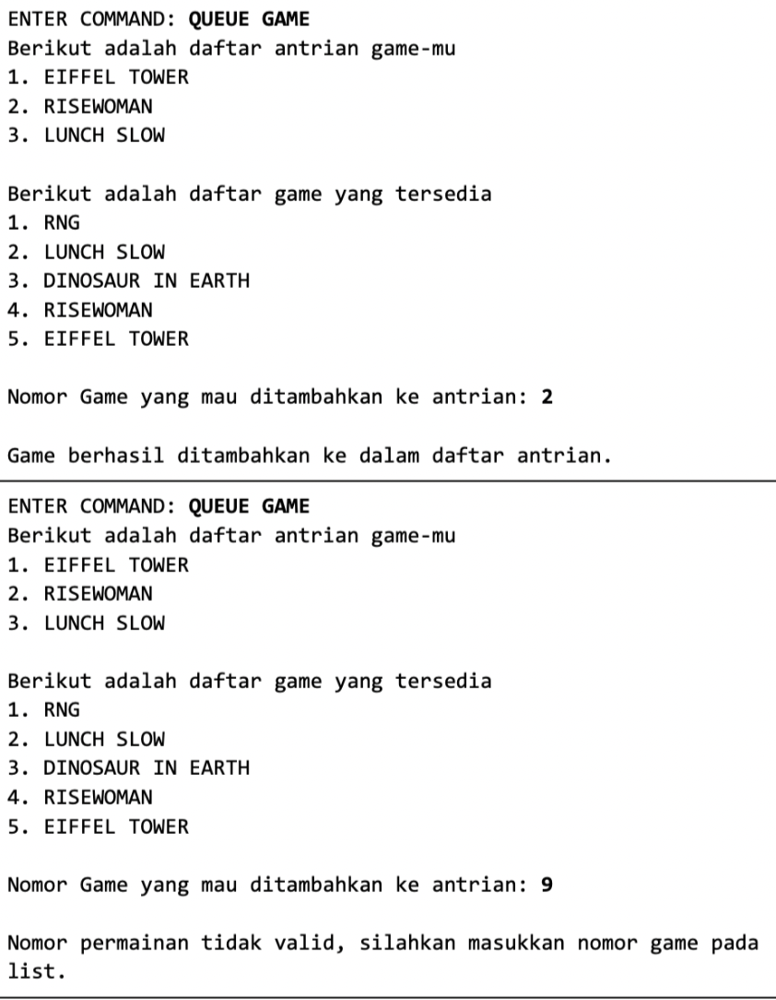 ENTER COMMAND: QUEUE GAME
Berikut adalah daftar antrian game-mu
1. EIFFEL TOWER
2. RISEWOMAN
3. LUNCH SLOW
Berikut adalah daftar game yang tersedia
1. RNG
2. LUNCH SLOW
3. DINOSAUR IN EARTH
4. RISEWOMAN
5. EIFFEL TOWER
Nomor Game yang mau ditambahkan ke antrian: 2
Game berhasil ditambahkan ke dalam daftar antrian.
ENTER COMMAND: QUEUE GAME
Berikut adalah daftar antrian game-mu
1. EIFFEL TOWER
2. RISEWOMAN
3. LUNCH SLOW
Berikut adalah daftar game yang tersedia
1. RNG
2. LUNCH SLOW
3. DINOSAUR IN EARTH
4. RISEWOMAN
5. EIFFEL TOWER
Nomor Game yang mau ditambahkan ke antrian: 9
Nomor permainan tidak valid, silahkan masukkan nomor game pada
list.